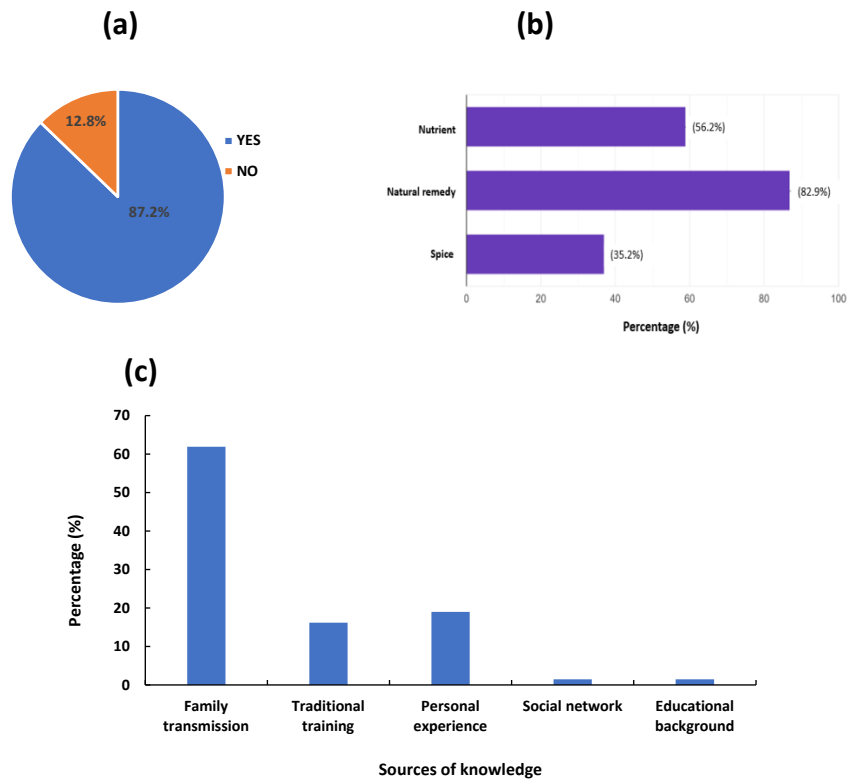 (a)
12.8%
87.2%
YES
NO
(b)
Nutrient
(56.2%)
Natural remedy
(82.9%)
Spice
(35.2%)
0 20 40 60 80 100
Percentage (%)
(c)
70
60
50
40
30
20
10
0
Percentage (%)
Family transmission
Traditional training
Personal experience
Social network
Educational background
Sources of knowledge